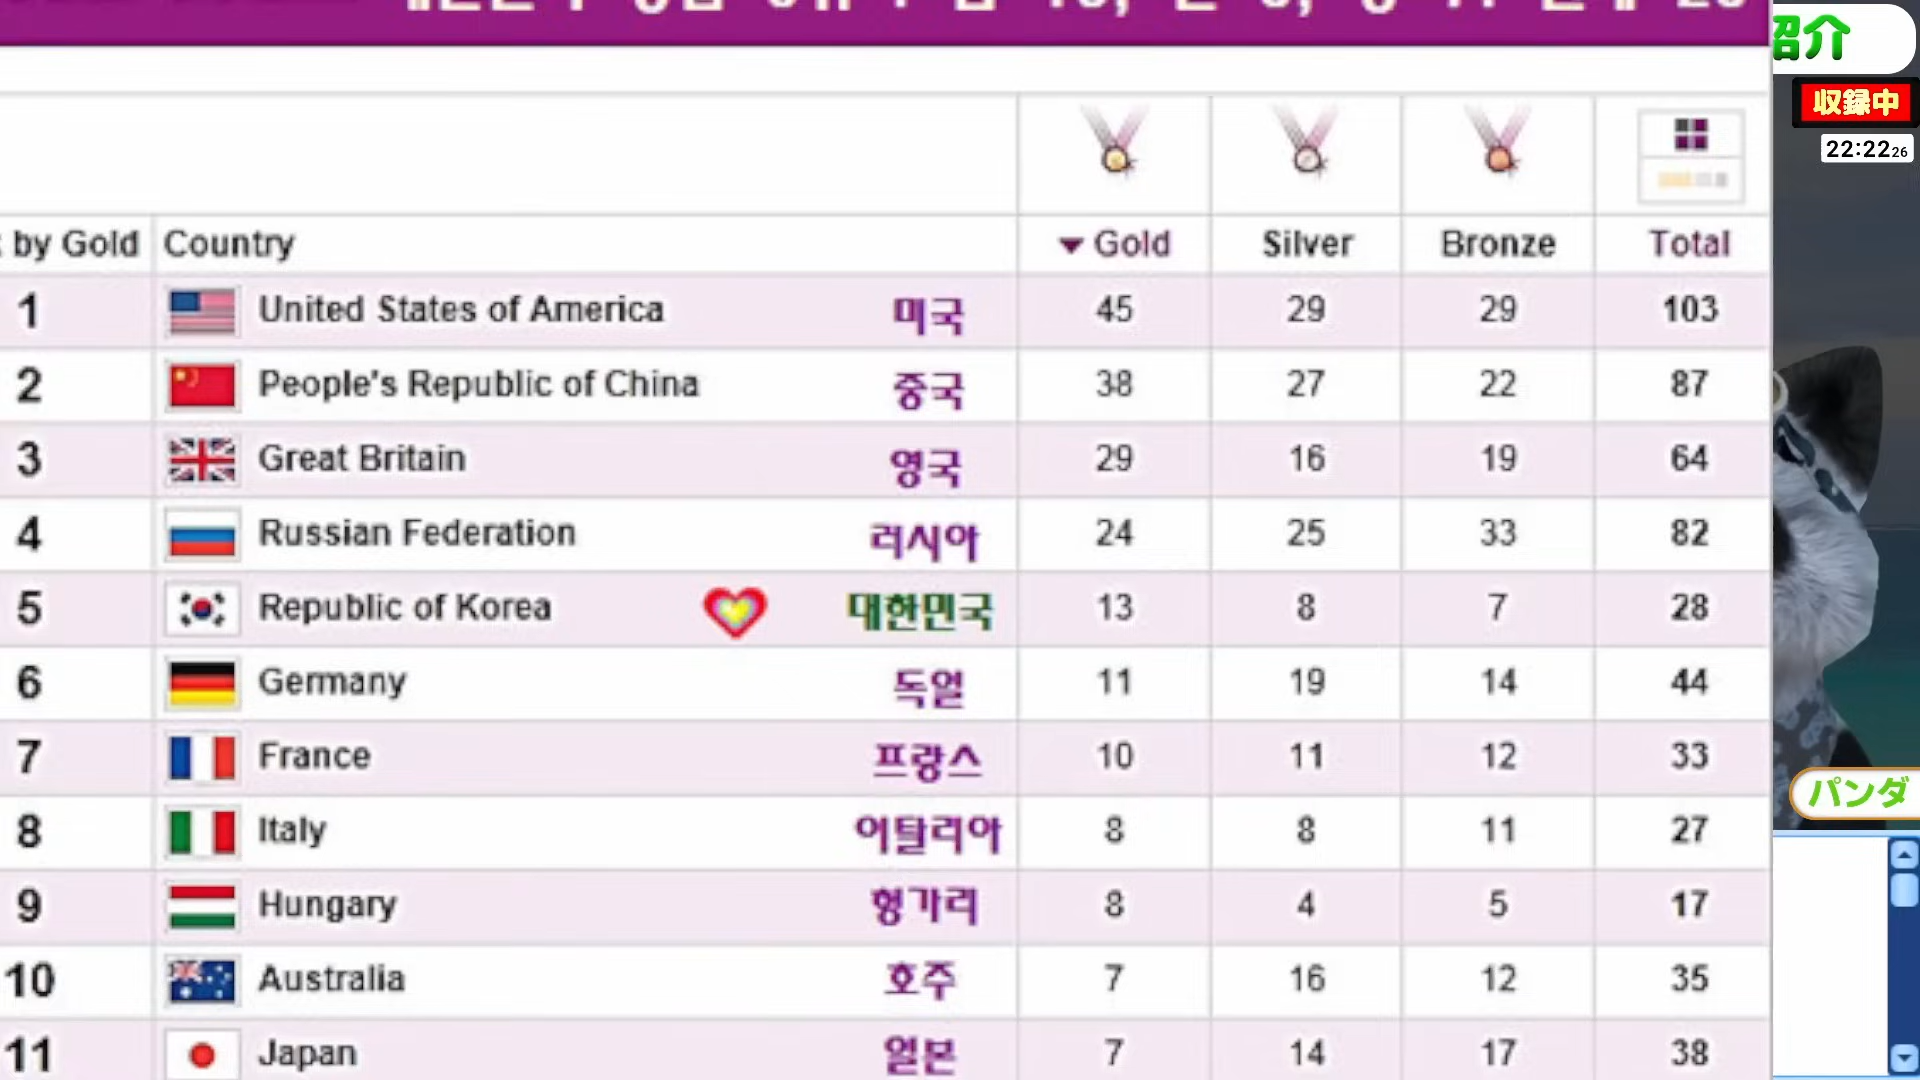 紹介
収録中
22:22 26
by Gold Country Gold Silver Bronze Total
1 United States of America 미국 45 29 29 103
2 People's Republic of China 중국 38 27 22 87
3 Great Britain 영국 29 16 19 64
4 Russian Federation 러시아 24 25 33 82
5 Republic of Korea 대한민국 13 8 7 28
6 Germany 독일 11 19 14 44
7 France 프랑스 10 11 12 33
8 Italy 이탈리아 8 8 11 27
9 Hungary 헝가리 8 4 5 17
10 Australia 호주 7 16 12 35
11 Japan 일본 7 14 17 38
パンダ